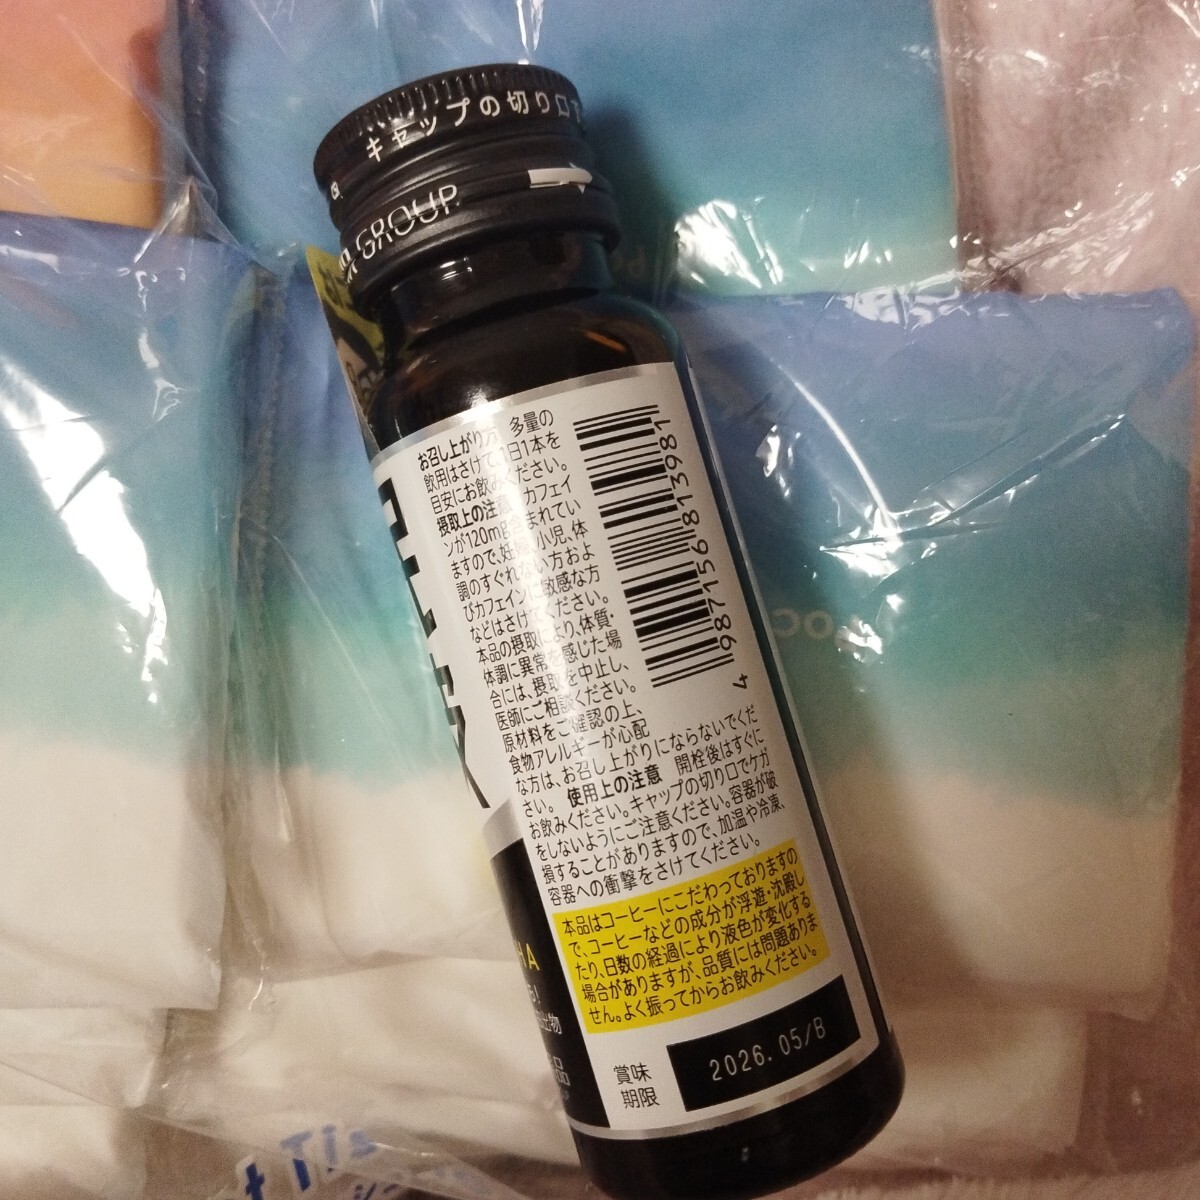 キャップの切り口で
GROUP.
お召し上がり方 多量の
飲用はさけて1日1本を
目安にお飲みください。
摂取上の注意 カフェイ
ンが120mg含まれてい
ますので、妊婦、小児、体
調のすぐれない方およ
びカフェインに敏感な方
などはさけてください。
本品の摂取により、体質・
体調に異常を感じた場
合には、摂取を中止し、
医師にご相談ください。
原材料をご確認の上、
食物アレルギーが心配
な方は、お召し上がりにならないでくだ
さい。 使用上の注意 開栓後はすぐに
お飲みください。キャップの切り口でケガ
をしないようにご注意ください。容器が破
損することがありますので、加温や冷凍、
容器への衝撃をさけてください。
4 987156 813981
本品はコーヒーにこだわっておりますの
で、コーヒーなどの成分が浮遊・沈殿し
たり、日数の経過により液色が変化する
場合がありますが、品質には問題ありま
せん。よく振ってからお飲みください。
賞味
期限
2026.05/B